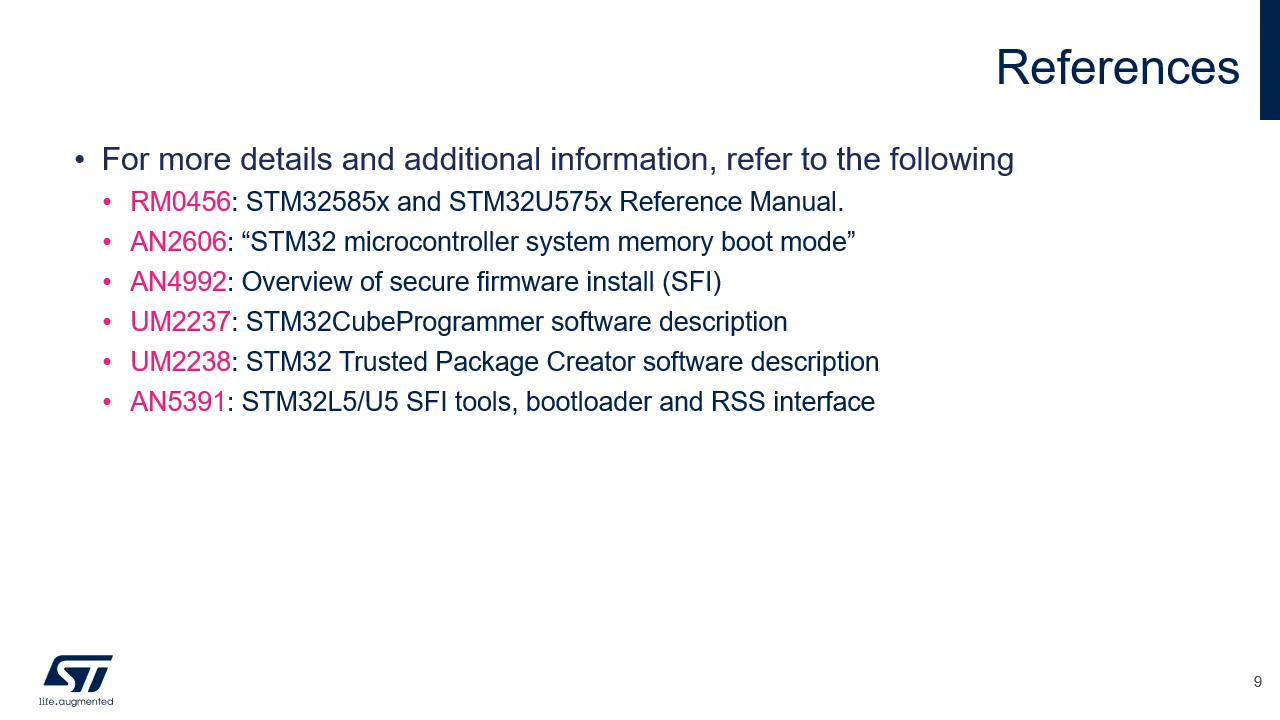 References
• For more details and additional information, refer to the following
• RM0456: STM32585x and STM32U575x Reference Manual.
• AN2606: “STM32 microcontroller system memory boot mode”
• AN4992: Overview of secure firmware install (SFI)
• UM2237: STM32CubeProgrammer software description
• UM2238: STM32 Trusted Package Creator software description
• AN5391: STM32L5/U5 SFI tools, bootloader and RSS interface
ST
life.augmented
9